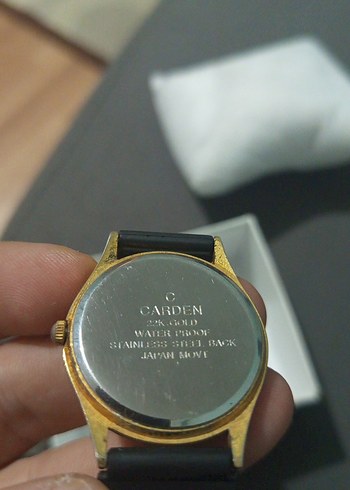 C
CARDEN
22K.GOLD
WATER PROOF
STAINLESS STEEL BACK
JAPAN MOVT